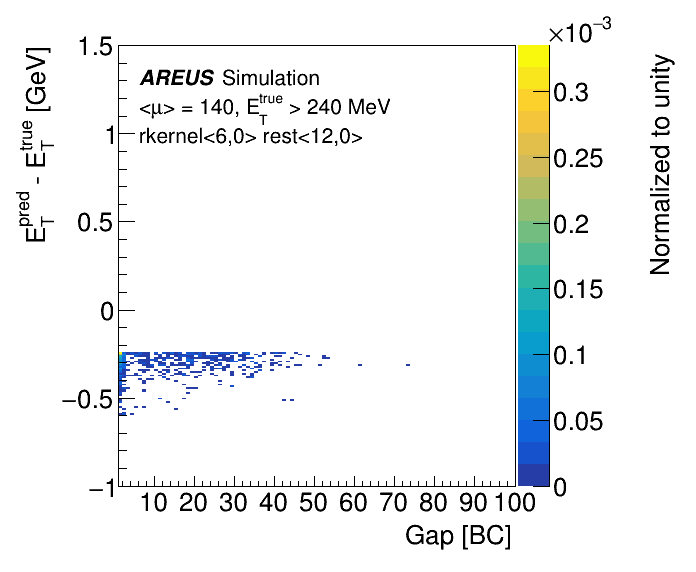 ×10⁻³
AREUS Simulation
<μ> = 140, E_T^true > 240 MeV
rkernel<6,0> rest<12,0>
E_T^pred - E_T^true [GeV]
1.5
1
0.5
0
−0.5
−1
10 20 30 40 50 60 70 80 90 100
Gap [BC]
0.3
0.25
0.2
0.15
0.1
0.05
0
Normalized to unity